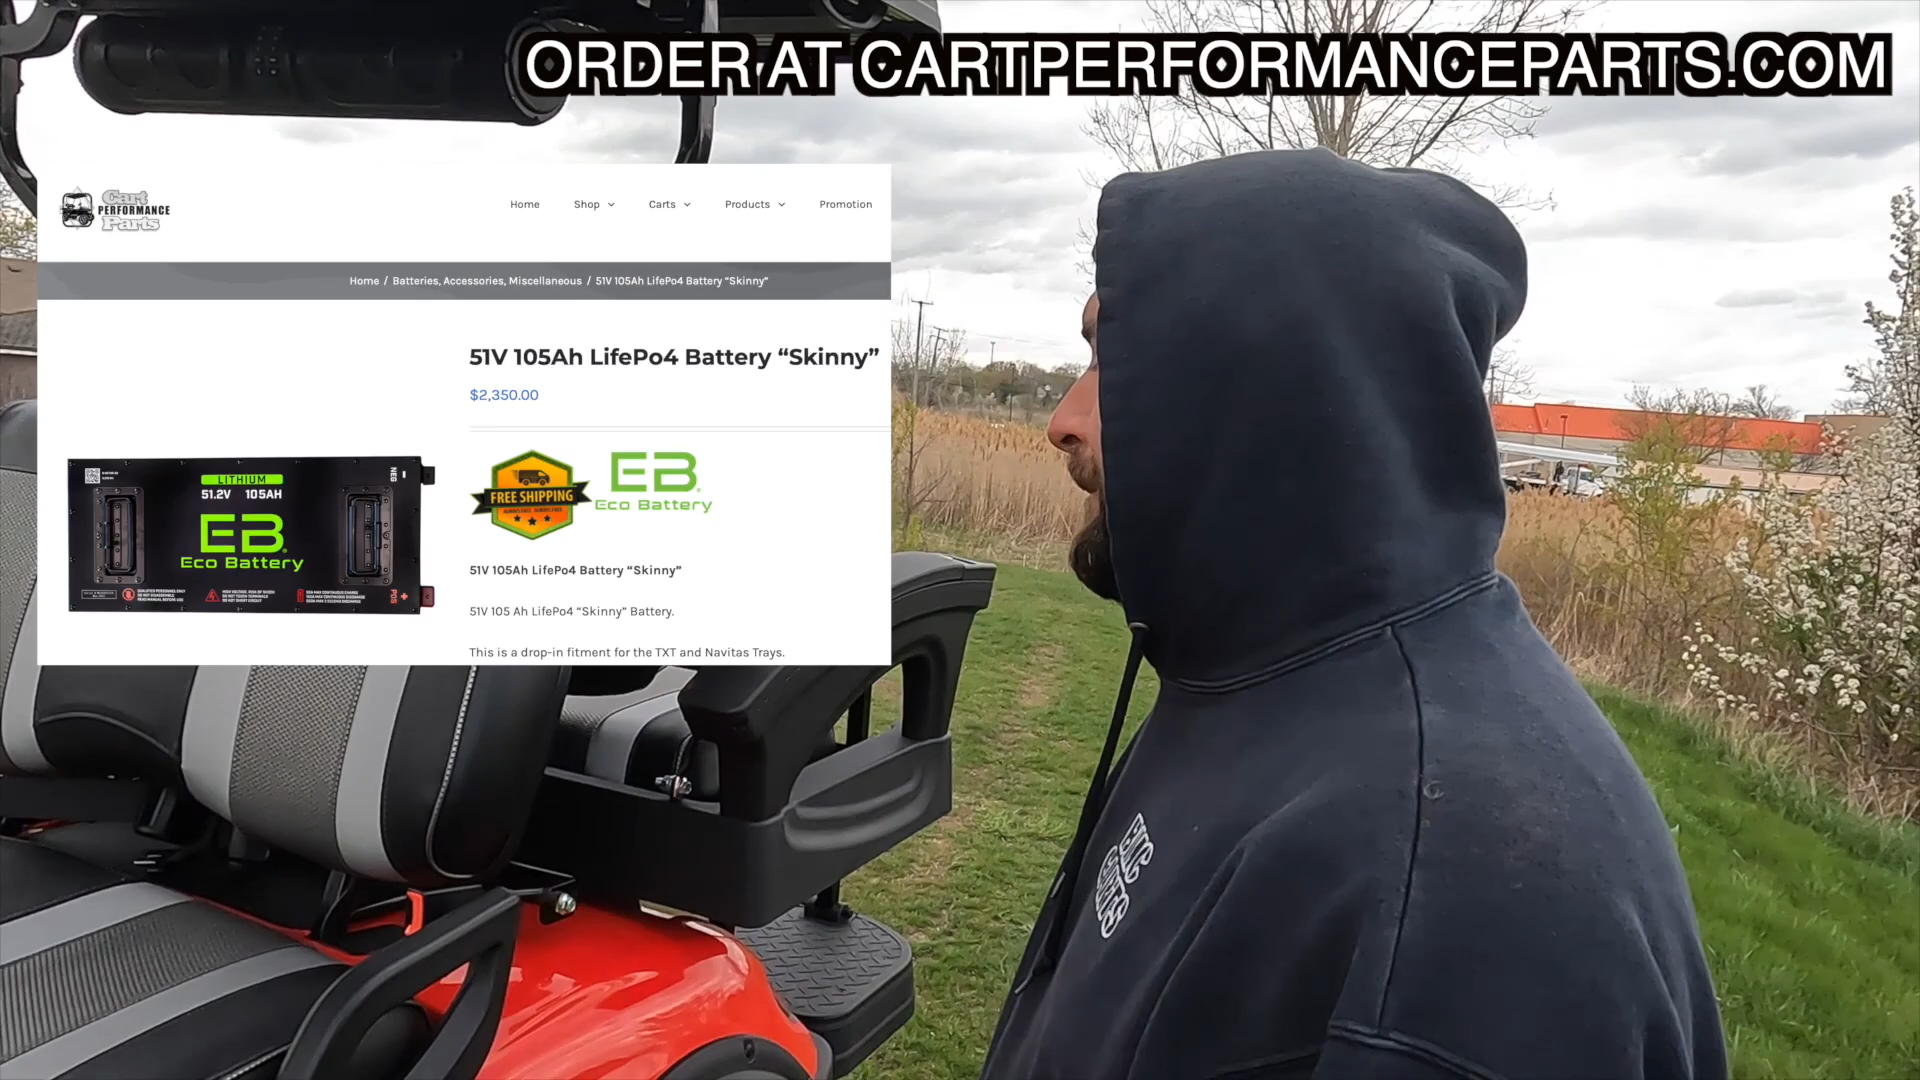 ORDER AT CARTPERFORMANCEPARTS.COM
Cart
PERFORMANCE
Parts
Home Shop Carts Products Promotion
Home / Batteries, Accessories, Miscellaneous / 51V 105Ah LifePo4 Battery “Skinny”
51V 105Ah LifePo4 Battery “Skinny”
$2,350.00
LITHIUM
51.2V 105AH
EB
Eco Battery
NEG -
POS +
FREE SHIPPING
EB
Eco Battery
51V 105Ah LifePo4 Battery “Skinny”
51V 105 Ah LifePo4 “Skinny” Battery.
This is a drop-in fitment for the TXT and Navitas Trays.